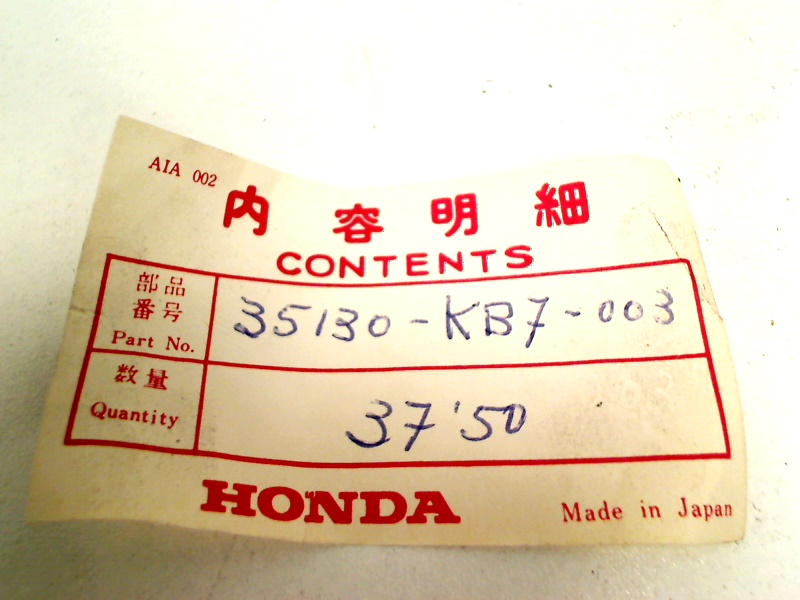 AIA 002
内容明細
CONTENTS
部品
番号
Part No.
35130-KB7-003
数量
Quantity
37'50
HONDA
Made in Japan